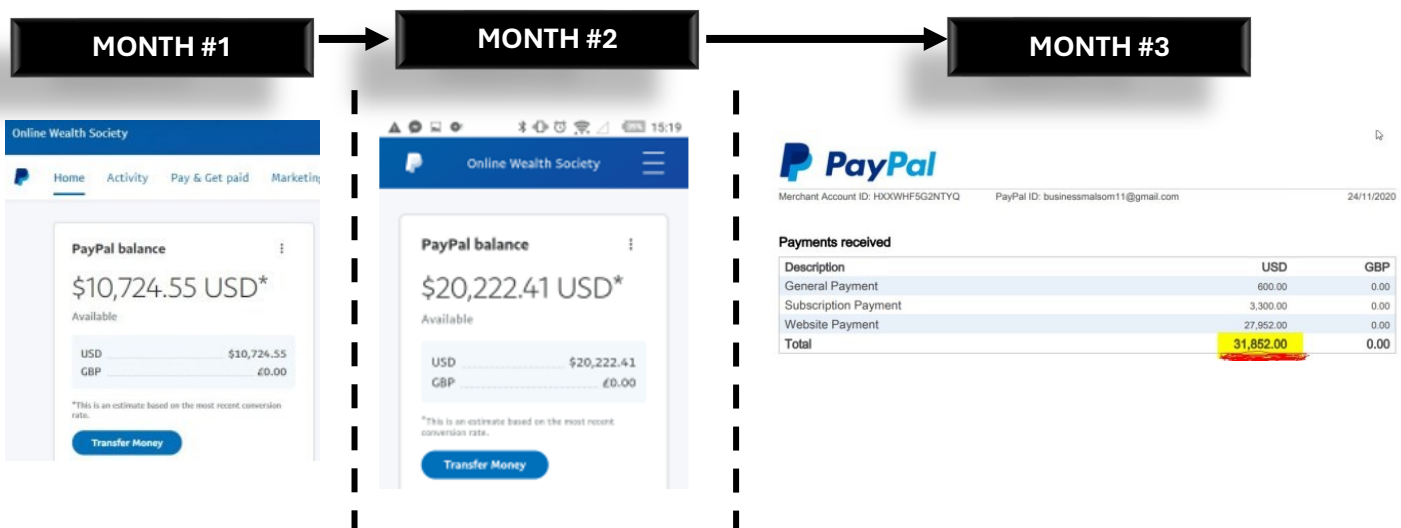 MONTH #1
MONTH #2
MONTH #3
Online Wealth Society
Home Activity Pay & Get paid Marketing
PayPal balance
$10,724.55 USD*
Available
USD $10,724.55
GBP £0.00
*This is an estimate based on the most recent conversion
rate.
Transfer Money
15:19
Online Wealth Society
PayPal balance
$20,222.41 USD*
Available
USD $20,222.41
GBP £0.00
*This is an estimate based on the most recent
conversion rate.
Transfer Money
PayPal
Merchant Account ID: HXXWHF5G2NTYQ PayPal ID: businessmalsom11@gmail.com 24/11/2020
Payments received
Description USD GBP
General Payment 600.00 0.00
Subscription Payment 3,300.00 0.00
Website Payment 27,952.00 0.00
Total 31,852.00 0.00